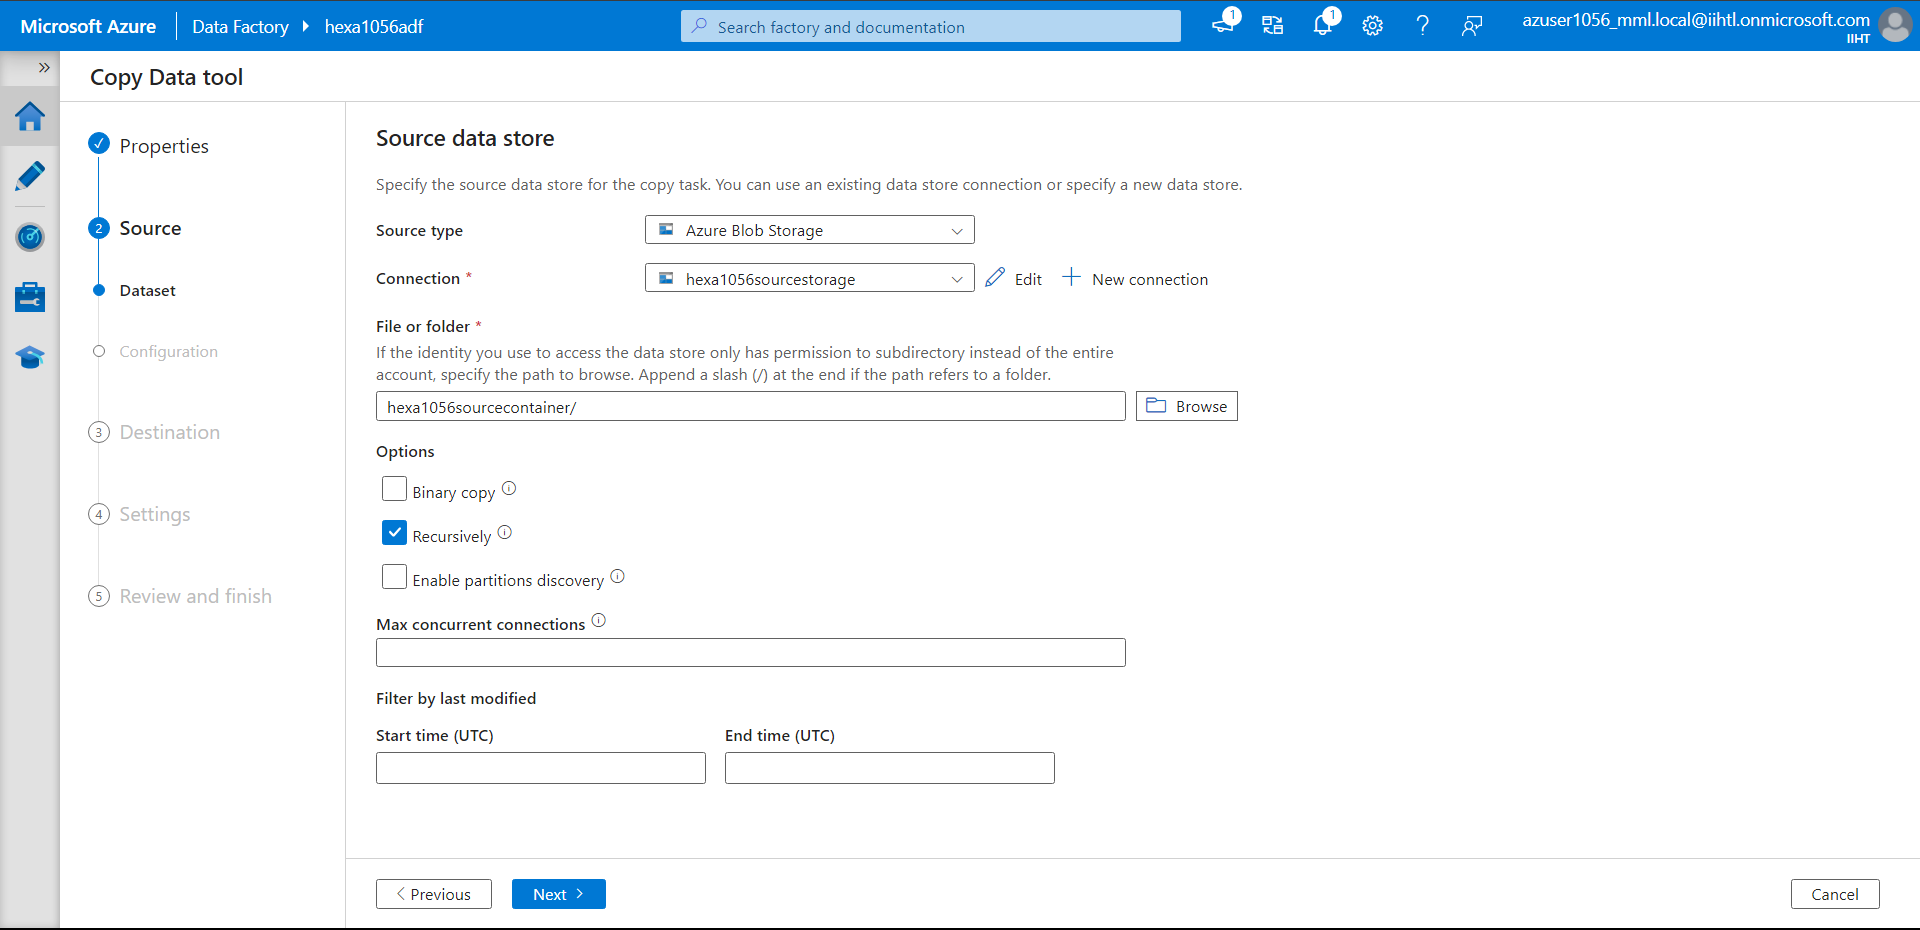 Microsoft Azure
Data Factory
hexa1056adf
Search factory and documentation
1
1
azuser1056_mml.local@iihtl.onmicrosoft.com
IIHT
Copy Data tool
Properties
2 Source
Dataset
Configuration
3 Destination
4 Settings
5 Review and finish
Source data store
Specify the source data store for the copy task. You can use an existing data store connection or specify a new data store.
Source type
Azure Blob Storage
Connection *
hexa1056sourcestorage
Edit
New connection
File or folder *
If the identity you use to access the data store only has permission to subdirectory instead of the entire
account, specify the path to browse. Append a slash (/) at the end if the path refers to a folder.
hexa1056sourcecontainer/
Browse
Options
Binary copy
Recursively
Enable partitions discovery
Max concurrent connections
Filter by last modified
Start time (UTC)
End time (UTC)
Previous
Next
Cancel